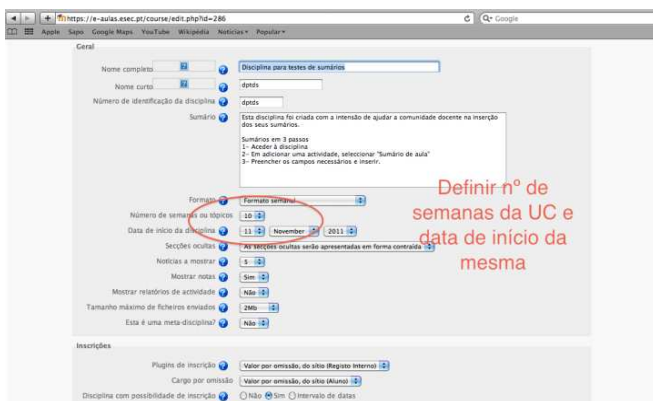 https://e-aulas.esec.pt/course/edit.php?id=286
Google
Apple Sapo Google Maps YouTube Wikipédia Notícias Popular
Geral
Nome completo Disciplina para testes de sumários
Nome curto dptds
Número de identificação da disciplina dptds
Sumário Esta disciplina foi criada com a intensão de ajudar a comunidade docente na inserção
dos seus sumários.
Sumários em 3 passos
1- Aceder à disciplina
2- Em adicionar uma actividade, seleccionar "Sumário de aula"
3- Preencher os campos necessários e inserir.
Formato Formato semanal
Número de semanas ou tópicos 10
Data de início da disciplina 11 November 2011
Secções ocultas As secções ocultas serão apresentadas em forma contraída
Notícias a mostrar 5
Mostrar notas Sim
Mostrar relatórios de actividade Não
Tamanho máximo de ficheiros enviados 2Mb
Esta é uma meta-disciplina? Não
Definir nº de
semanas da UC e
data de início da
mesma
Inscrições
Plugins de inscrição Valor por omissão, do sítio (Registo Interno)
Cargo por omissão Valor por omissão, do sítio (Aluno)
Disciplina com possibilidade de inscrição Não Sim Intervalo de datas